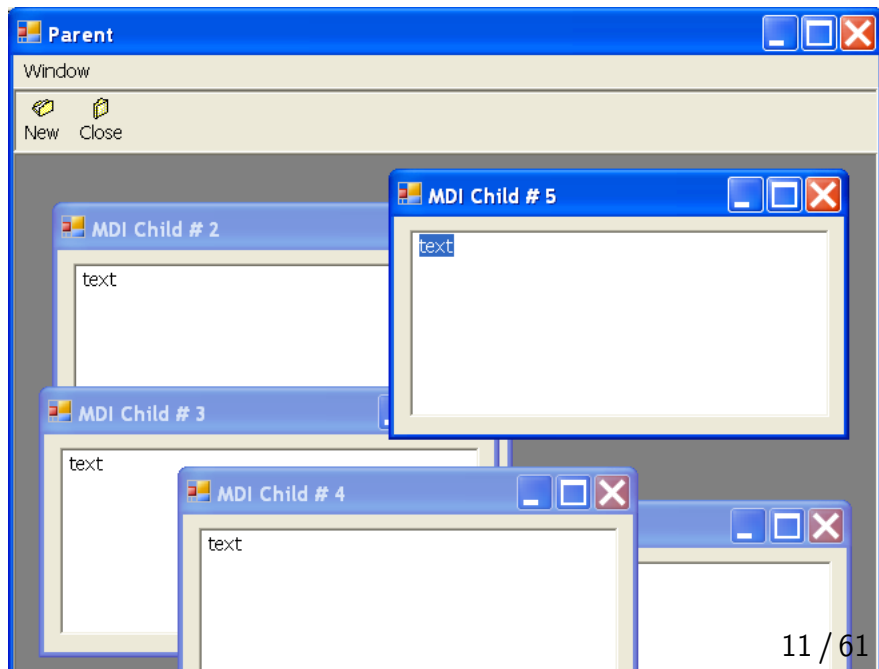 Parent
Window
New Close
MDI Child # 5
text
MDI Child # 2
text
MDI Child # 3
text
MDI Child # 4
text
11 / 61